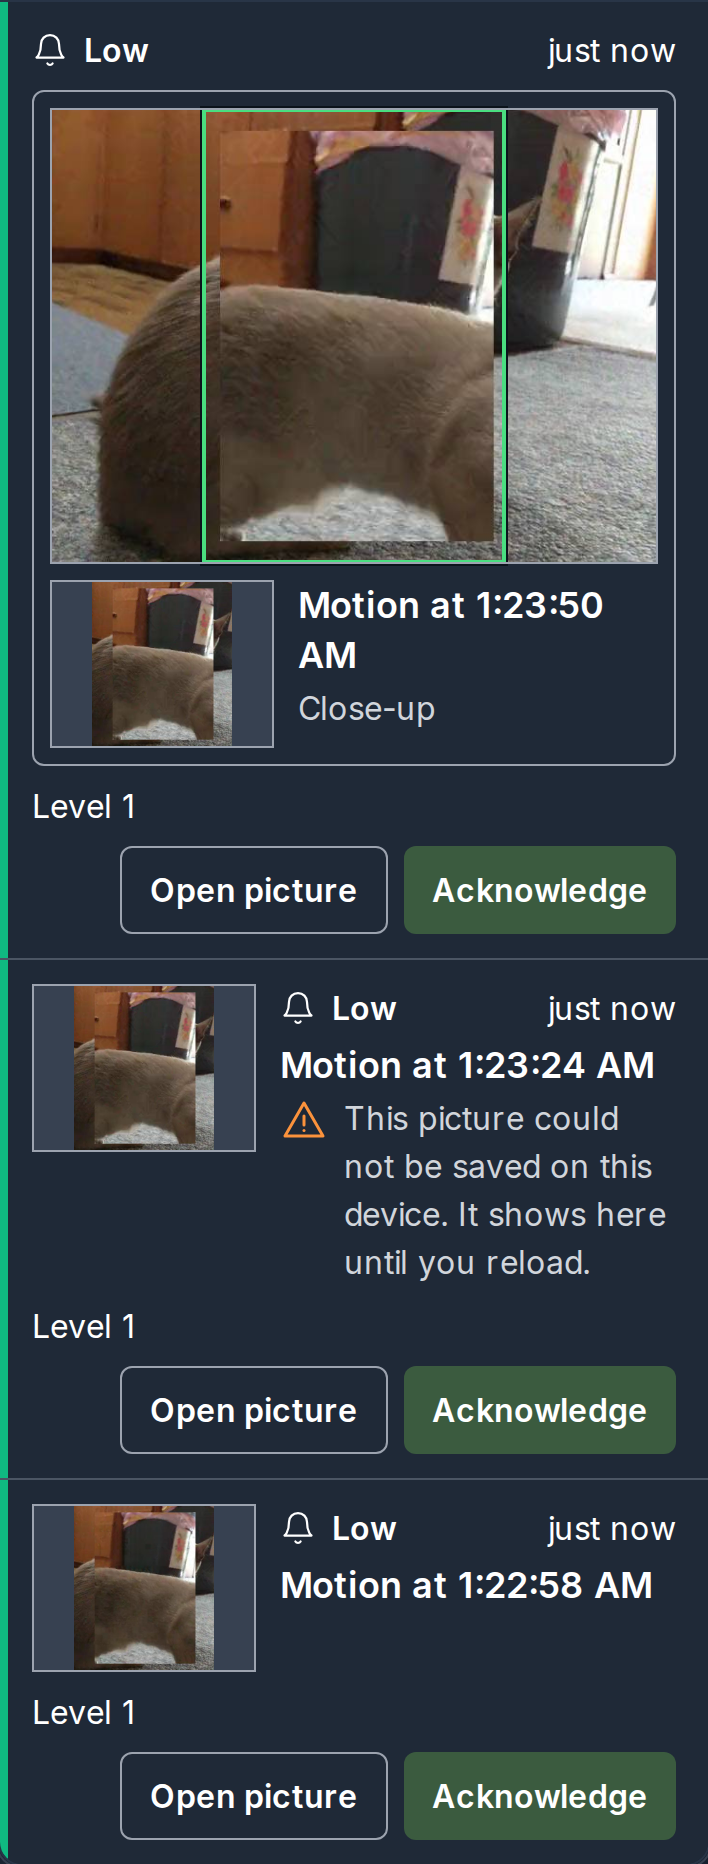 Low
just now
Motion at 1:23:50
AM
Close-up
Level 1
Open picture
Acknowledge
Low
just now
Motion at 1:23:24 AM
This picture could
not be saved on this
device. It shows here
until you reload.
Level 1
Open picture
Acknowledge
Low
just now
Motion at 1:22:58 AM
Level 1
Open picture
Acknowledge